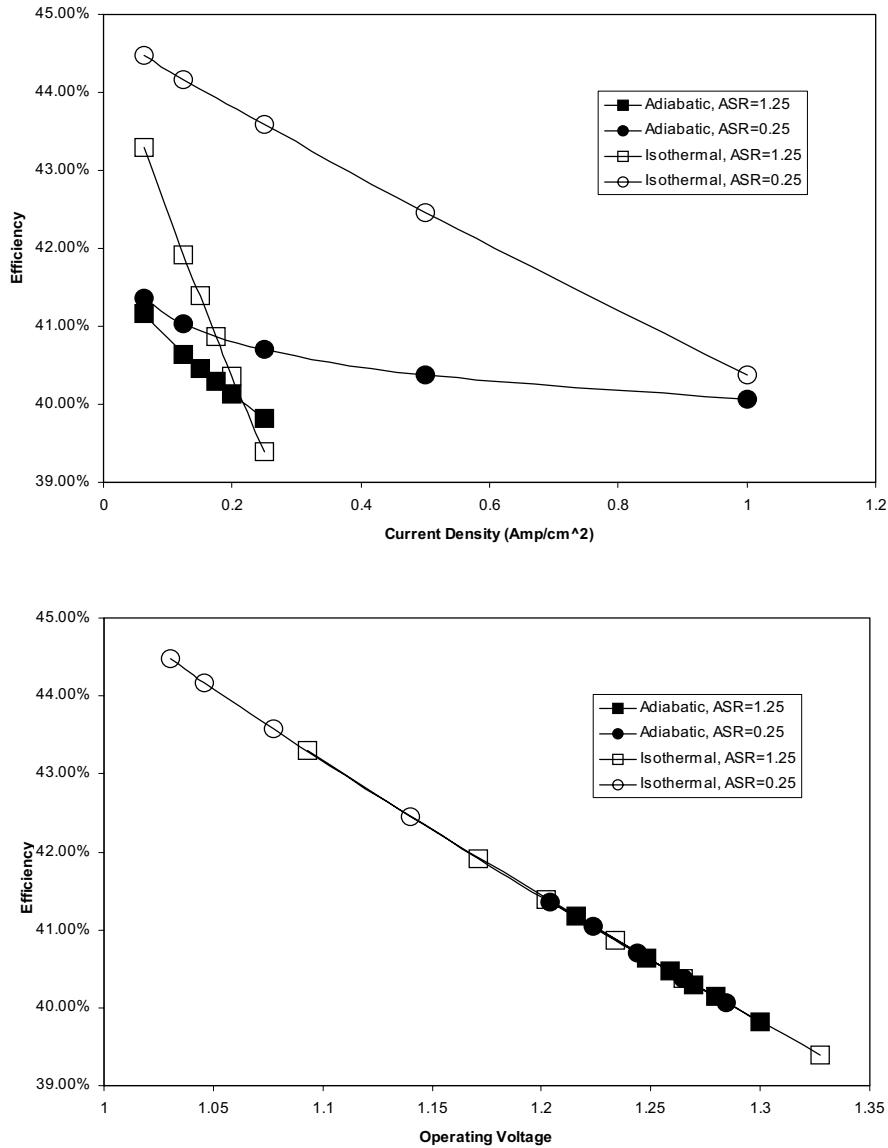 45.00%
44.00%
43.00%
42.00%
41.00%
40.00%
39.00%
Efficiency
Adiabatic, ASR=1.25
Adiabatic, ASR=0.25
Isothermal, ASR=1.25
Isothermal, ASR=0.25
0 0.2 0.4 0.6 0.8 1 1.2
Current Density (Amp/cm^2)
45.00%
44.00%
43.00%
42.00%
41.00%
40.00%
39.00%
Efficiency
Adiabatic, ASR=1.25
Adiabatic, ASR=0.25
Isothermal, ASR=1.25
Isothermal, ASR=0.25
1 1.05 1.1 1.15 1.2 1.25 1.3 1.35
Operating Voltage